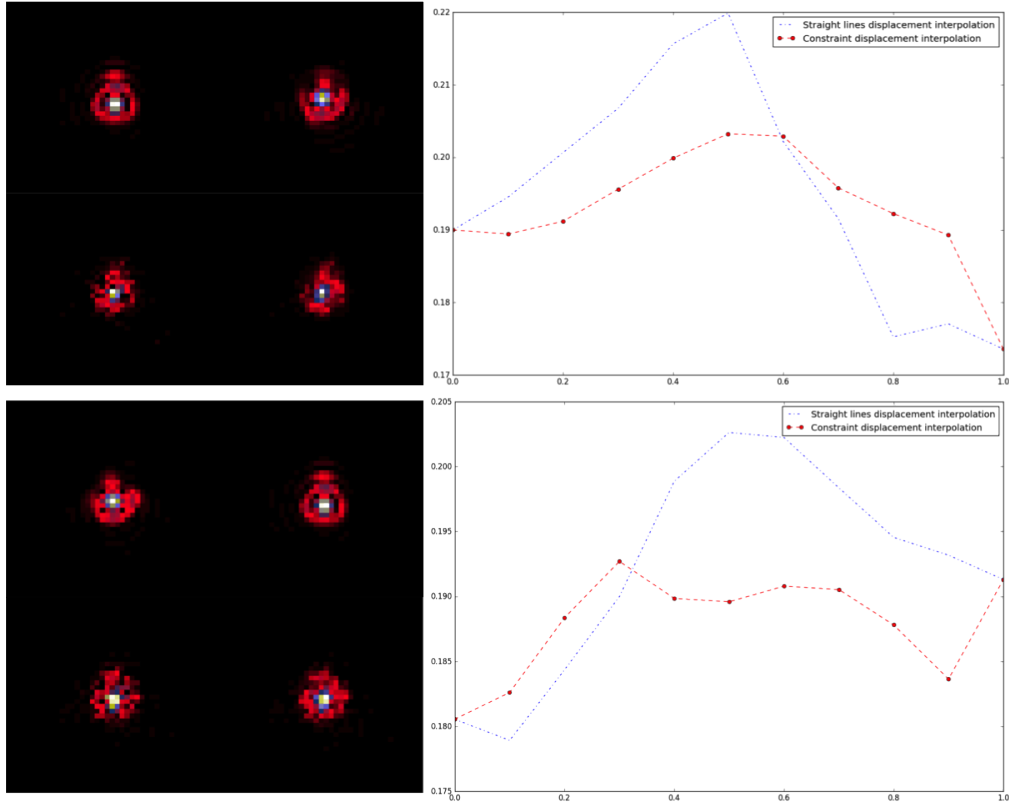 0.22
Straight lines displacement interpolation
Constraint displacement interpolation
0.21
0.20
0.19
0.18
0.17
0.0 0.2 0.4 0.6 0.8 1.0
0.205
Straight lines displacement interpolation
Constraint displacement interpolation
0.200
0.195
0.190
0.185
0.180
0.175
0.0 0.2 0.4 0.6 0.8 1.0